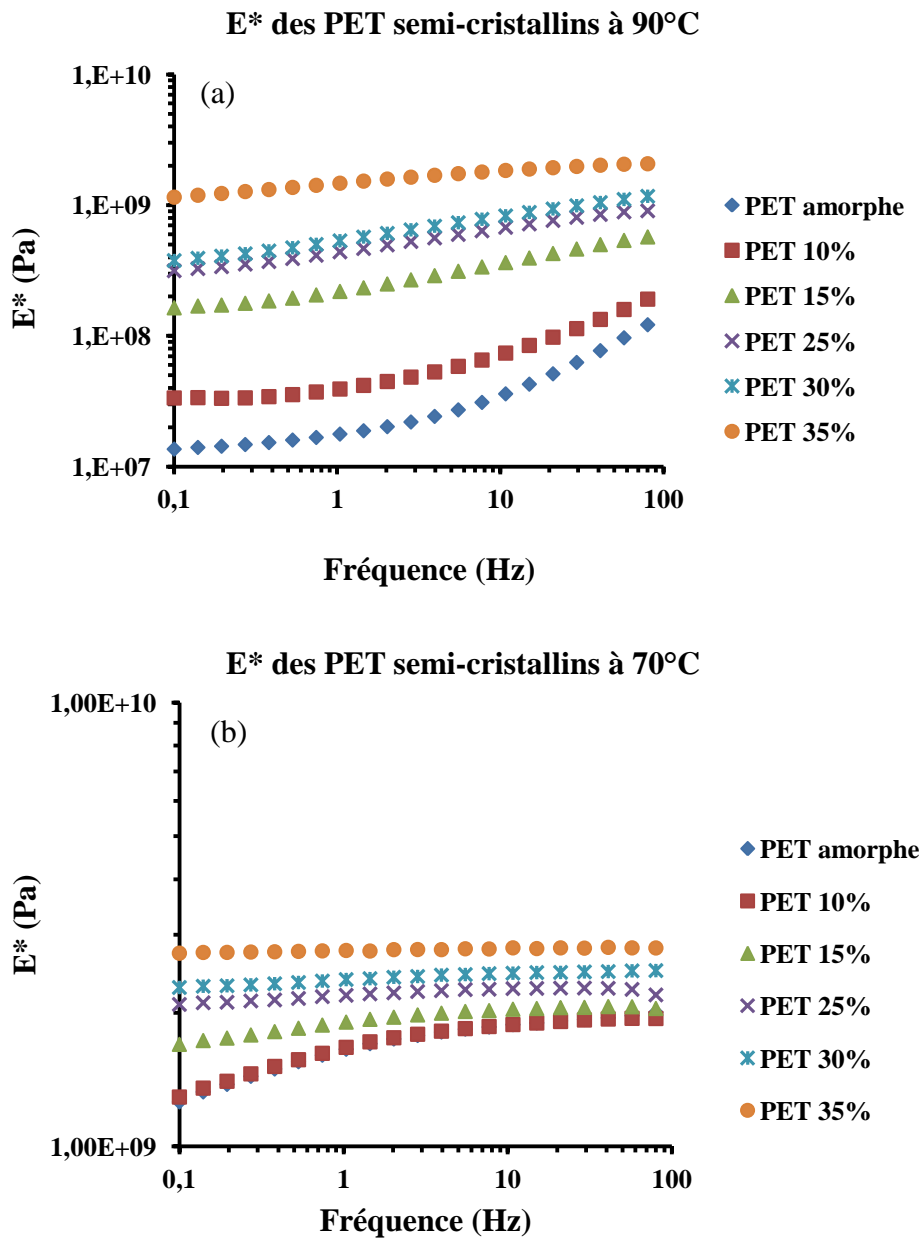 E* des PET semi-cristallins à 90°C
(a)
1,E+10
1,E+09
1,E+08
1,E+07
E* (Pa)
0,1
1
10
100
Fréquence (Hz)
PET amorphe
PET 10%
PET 15%
PET 25%
PET 30%
PET 35%
E* des PET semi-cristallins à 70°C
(b)
1,00E+10
1,00E+09
E* (Pa)
0,1
1
10
100
Fréquence (Hz)
PET amorphe
PET 10%
PET 15%
PET 25%
PET 30%
PET 35%